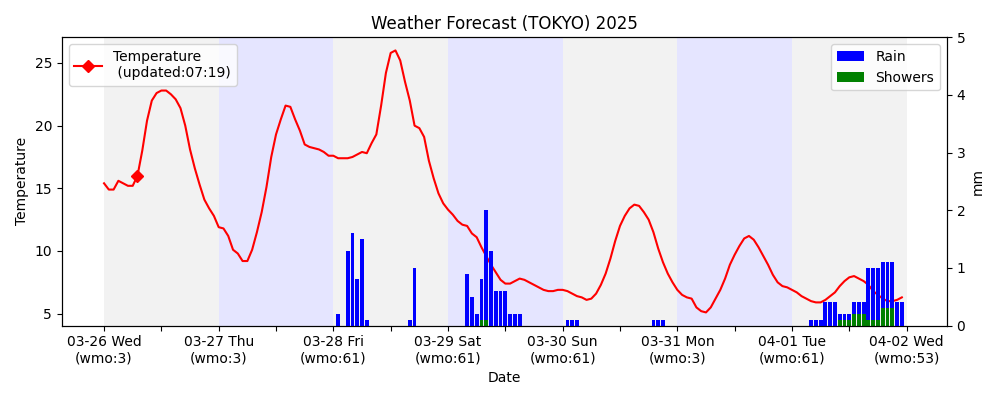 Weather Forecast (TOKYO) 2025
Temperature
(updated:07:19)
Rain
Showers
Temperature
25
20
15
10
5
mm
5
4
3
2
1
0
03-26 Wed
(wmo:3)
03-27 Thu
(wmo:3)
03-28 Fri
(wmo:61)
03-29 Sat
(wmo:61)
03-30 Sun
(wmo:61)
03-31 Mon
(wmo:3)
04-01 Tue
(wmo:61)
04-02 Wed
(wmo:53)
Date